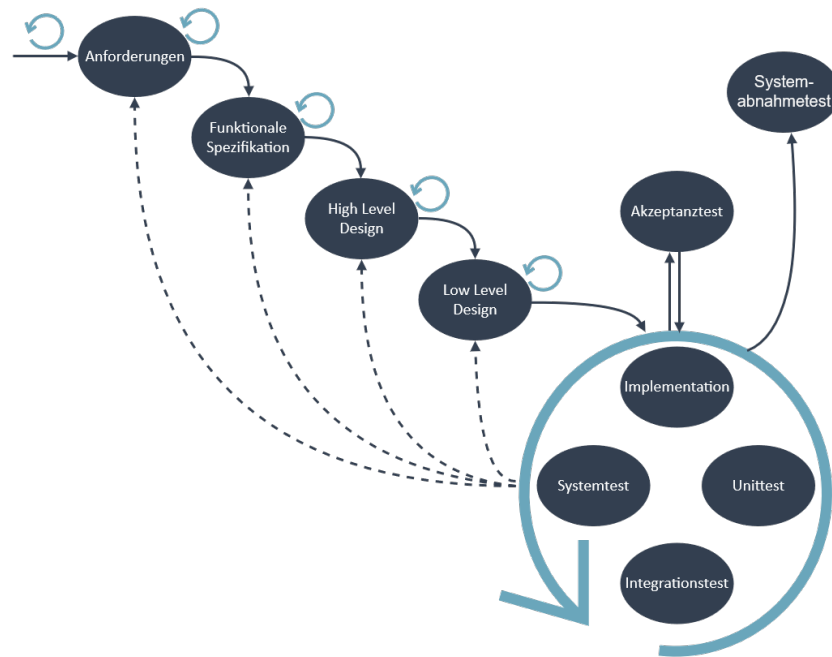 Anforderungen
Funktionale
Spezifikation
High Level
Design
Low Level
Design
System-
abnahmetest
Akzeptanztest
Implementation
Systemtest
Unittest
Integrationstest